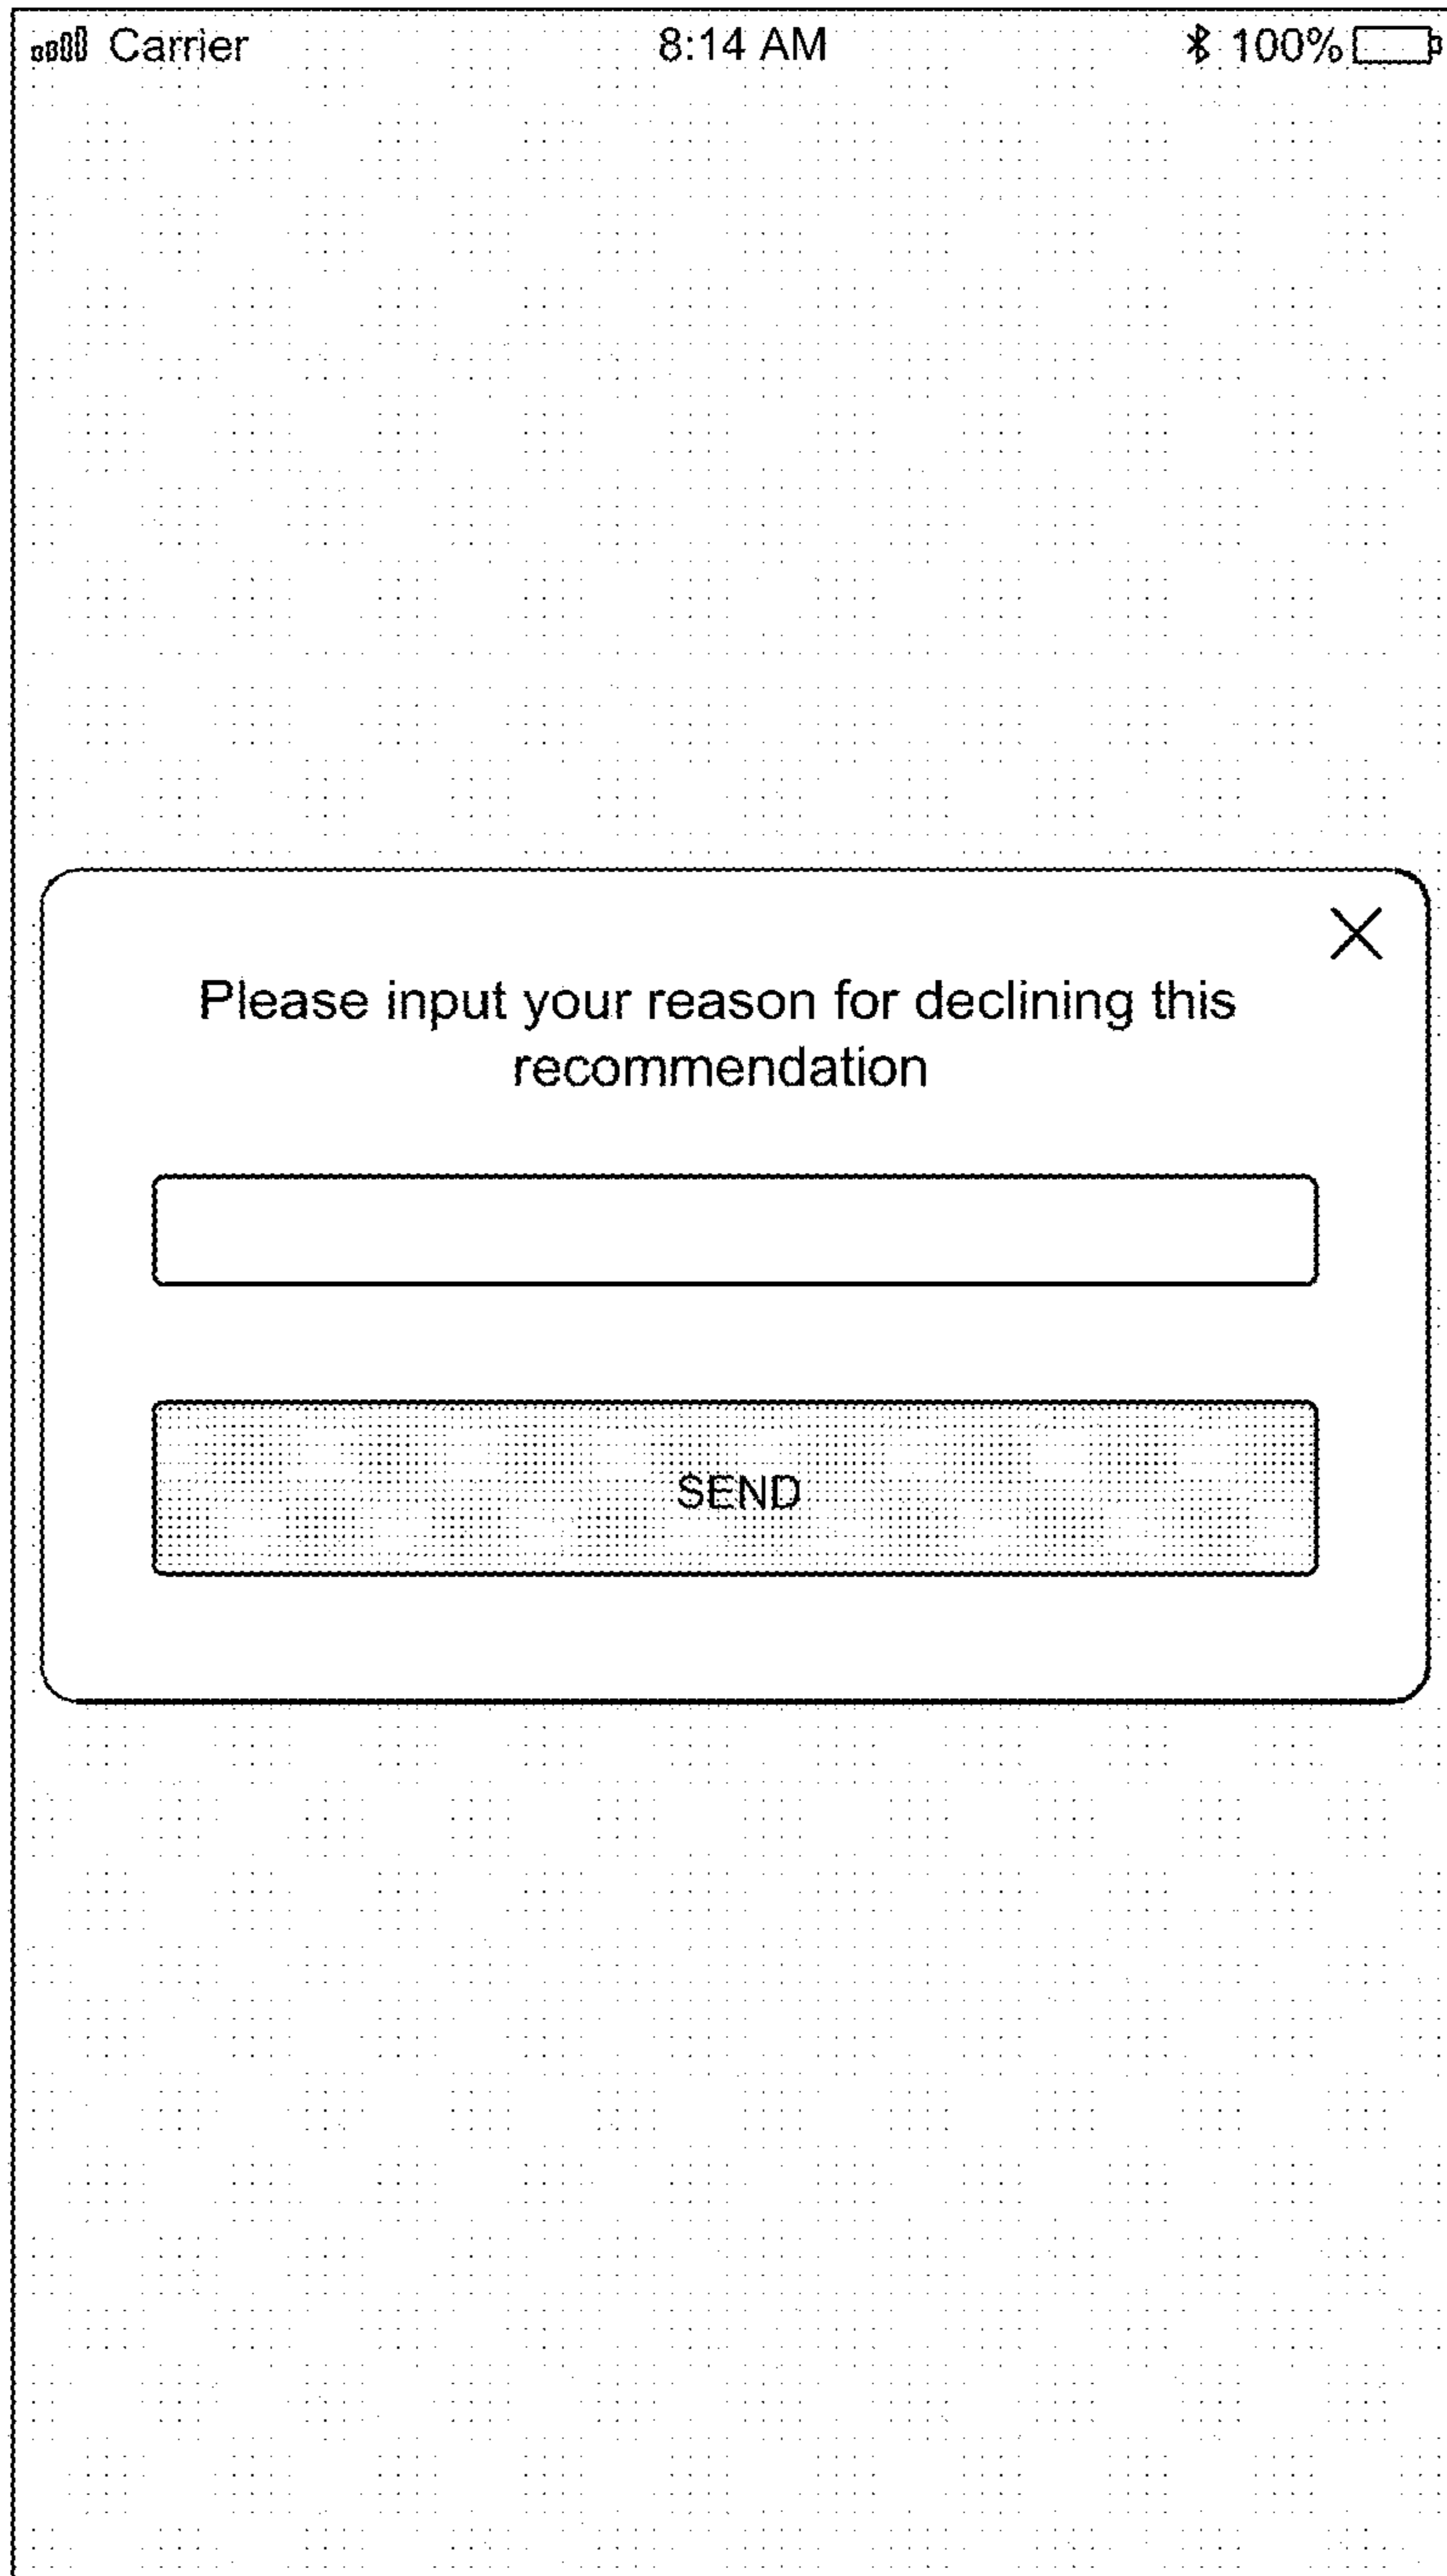 Carrier 8:14 AM 100%
Please input your reason for declining this
recommendation
SEND